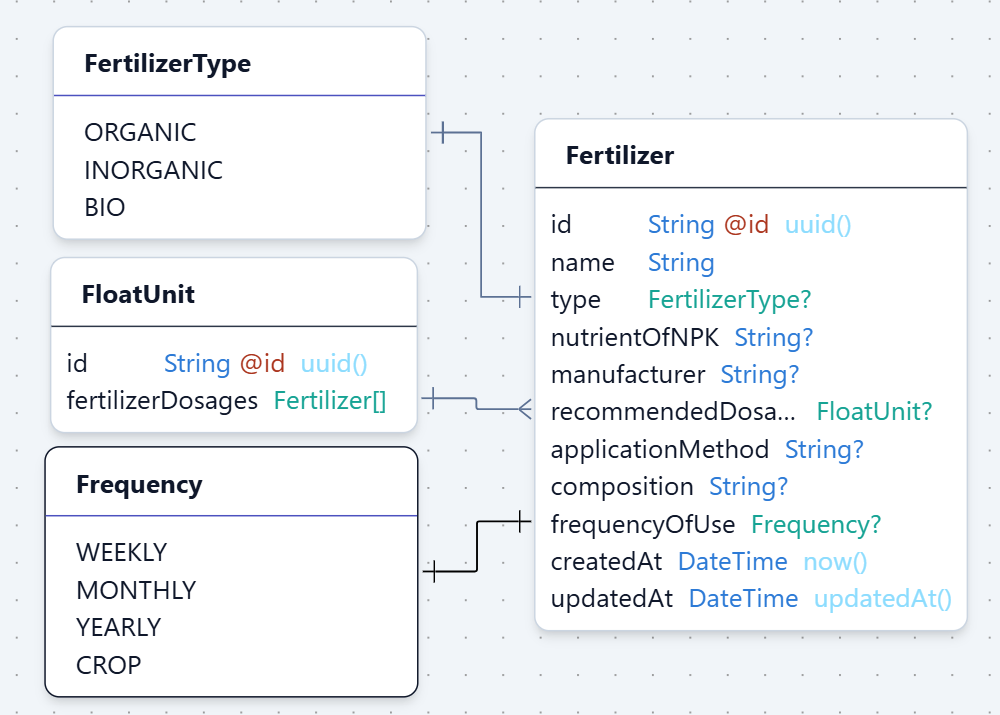 FertilizerType
ORGANIC
INORGANIC
BIO
FloatUnit
id String @id uuid()
fertilizerDosages Fertilizer[]
Frequency
WEEKLY
MONTHLY
YEARLY
CROP
Fertilizer
id String @id uuid()
name String
type FertilizerType?
nutrientOfNPK String?
manufacturer String?
recommendedDosa... FloatUnit?
applicationMethod String?
composition String?
frequencyOfUse Frequency?
createdAt DateTime now()
updatedAt DateTime updatedAt()